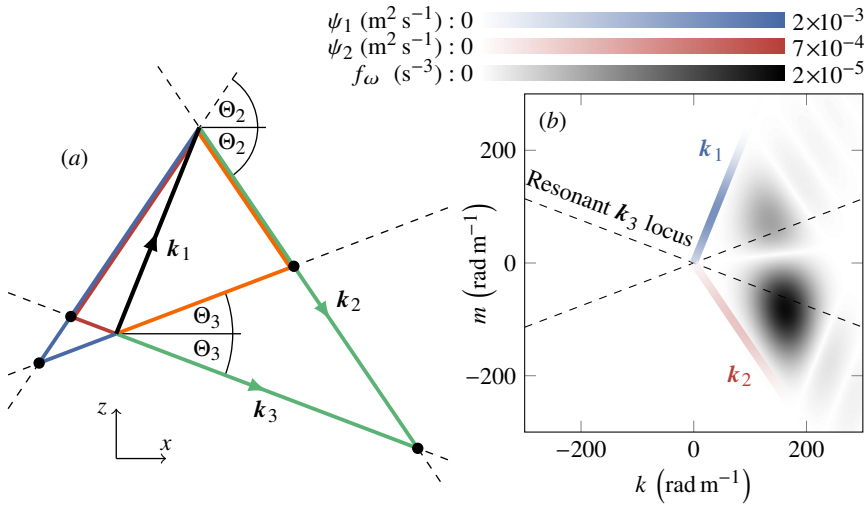 ψ₁ (m² s⁻¹) : 0 2×10⁻³
ψ₂ (m² s⁻¹) : 0 7×10⁻⁴
f_ω (s⁻³) : 0 2×10⁻⁵
(a)
Θ₂
Θ₂
k₁
k₂
Θ₃
Θ₃
k₃
z
x
(b)
k₁
Resonant k₃ locus
k₂
200
0
−200
m (rad m⁻¹)
−200 0 200
k (rad m⁻¹)